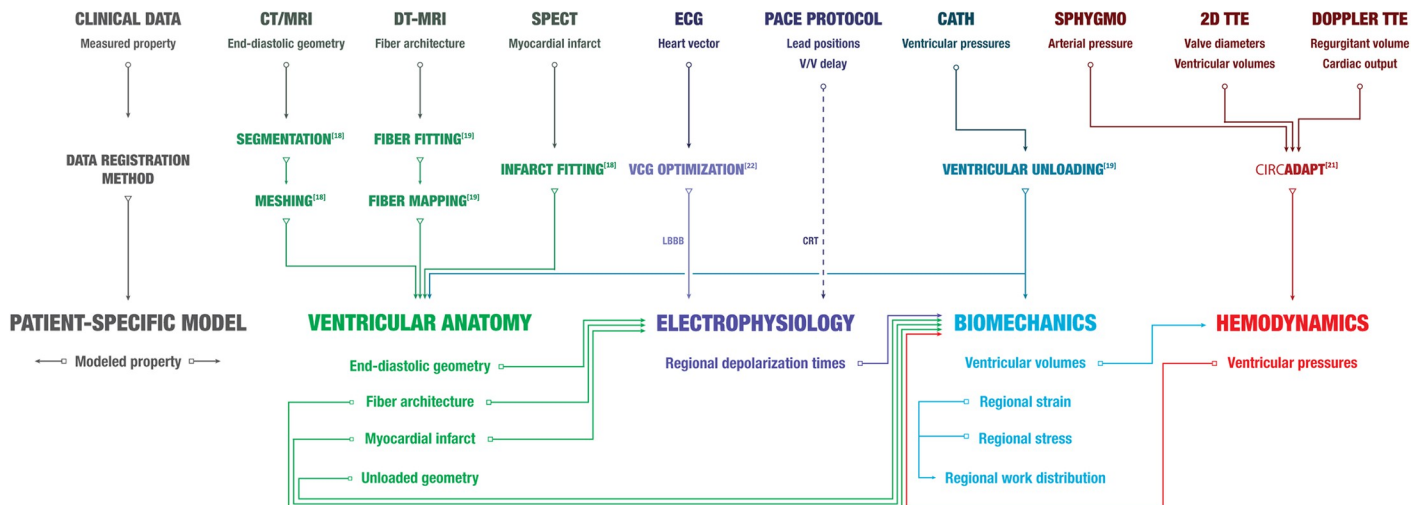 CLINICAL DATA
Measured property
CT/MRI
End-diastolic geometry
DT-MRI
Fiber architecture
SPECT
Myocardial infarct
ECG
Heart vector
PACE PROTOCOL
Lead positions
V/V delay
CATH
Ventricular pressures
SPHYGMO
Arterial pressure
2D TTE
Valve diameters
Ventricular volumes
DOPPLER TTE
Regurgitant volume
Cardiac output
DATA REGISTRATION
METHOD
SEGMENTATION[18]
MESHING[18]
FIBER FITTING[19]
FIBER MAPPING[19]
INFARCT FITTING[18]
VCG OPTIMIZATION[22]
VENTRICULAR UNLOADING[19]
CIRCADAPT[21]
LBBB
CRT
PATIENT-SPECIFIC MODEL
Modeled property
VENTRICULAR ANATOMY
End-diastolic geometry
Fiber architecture
Myocardial infarct
Unloaded geometry
ELECTROPHYSIOLOGY
Regional depolarization times
BIOMECHANICS
Ventricular volumes
Regional strain
Regional stress
Regional work distribution
HEMODYNAMICS
Ventricular pressures